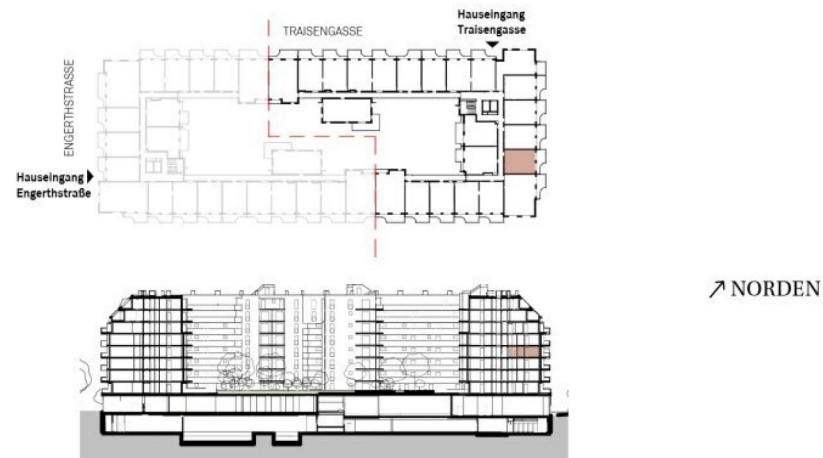 Hauseingang
Traisengasse
TRAISENGASSE
ENGERTHSTRASSE
Hauseingang
Engerthstraße
NORDEN